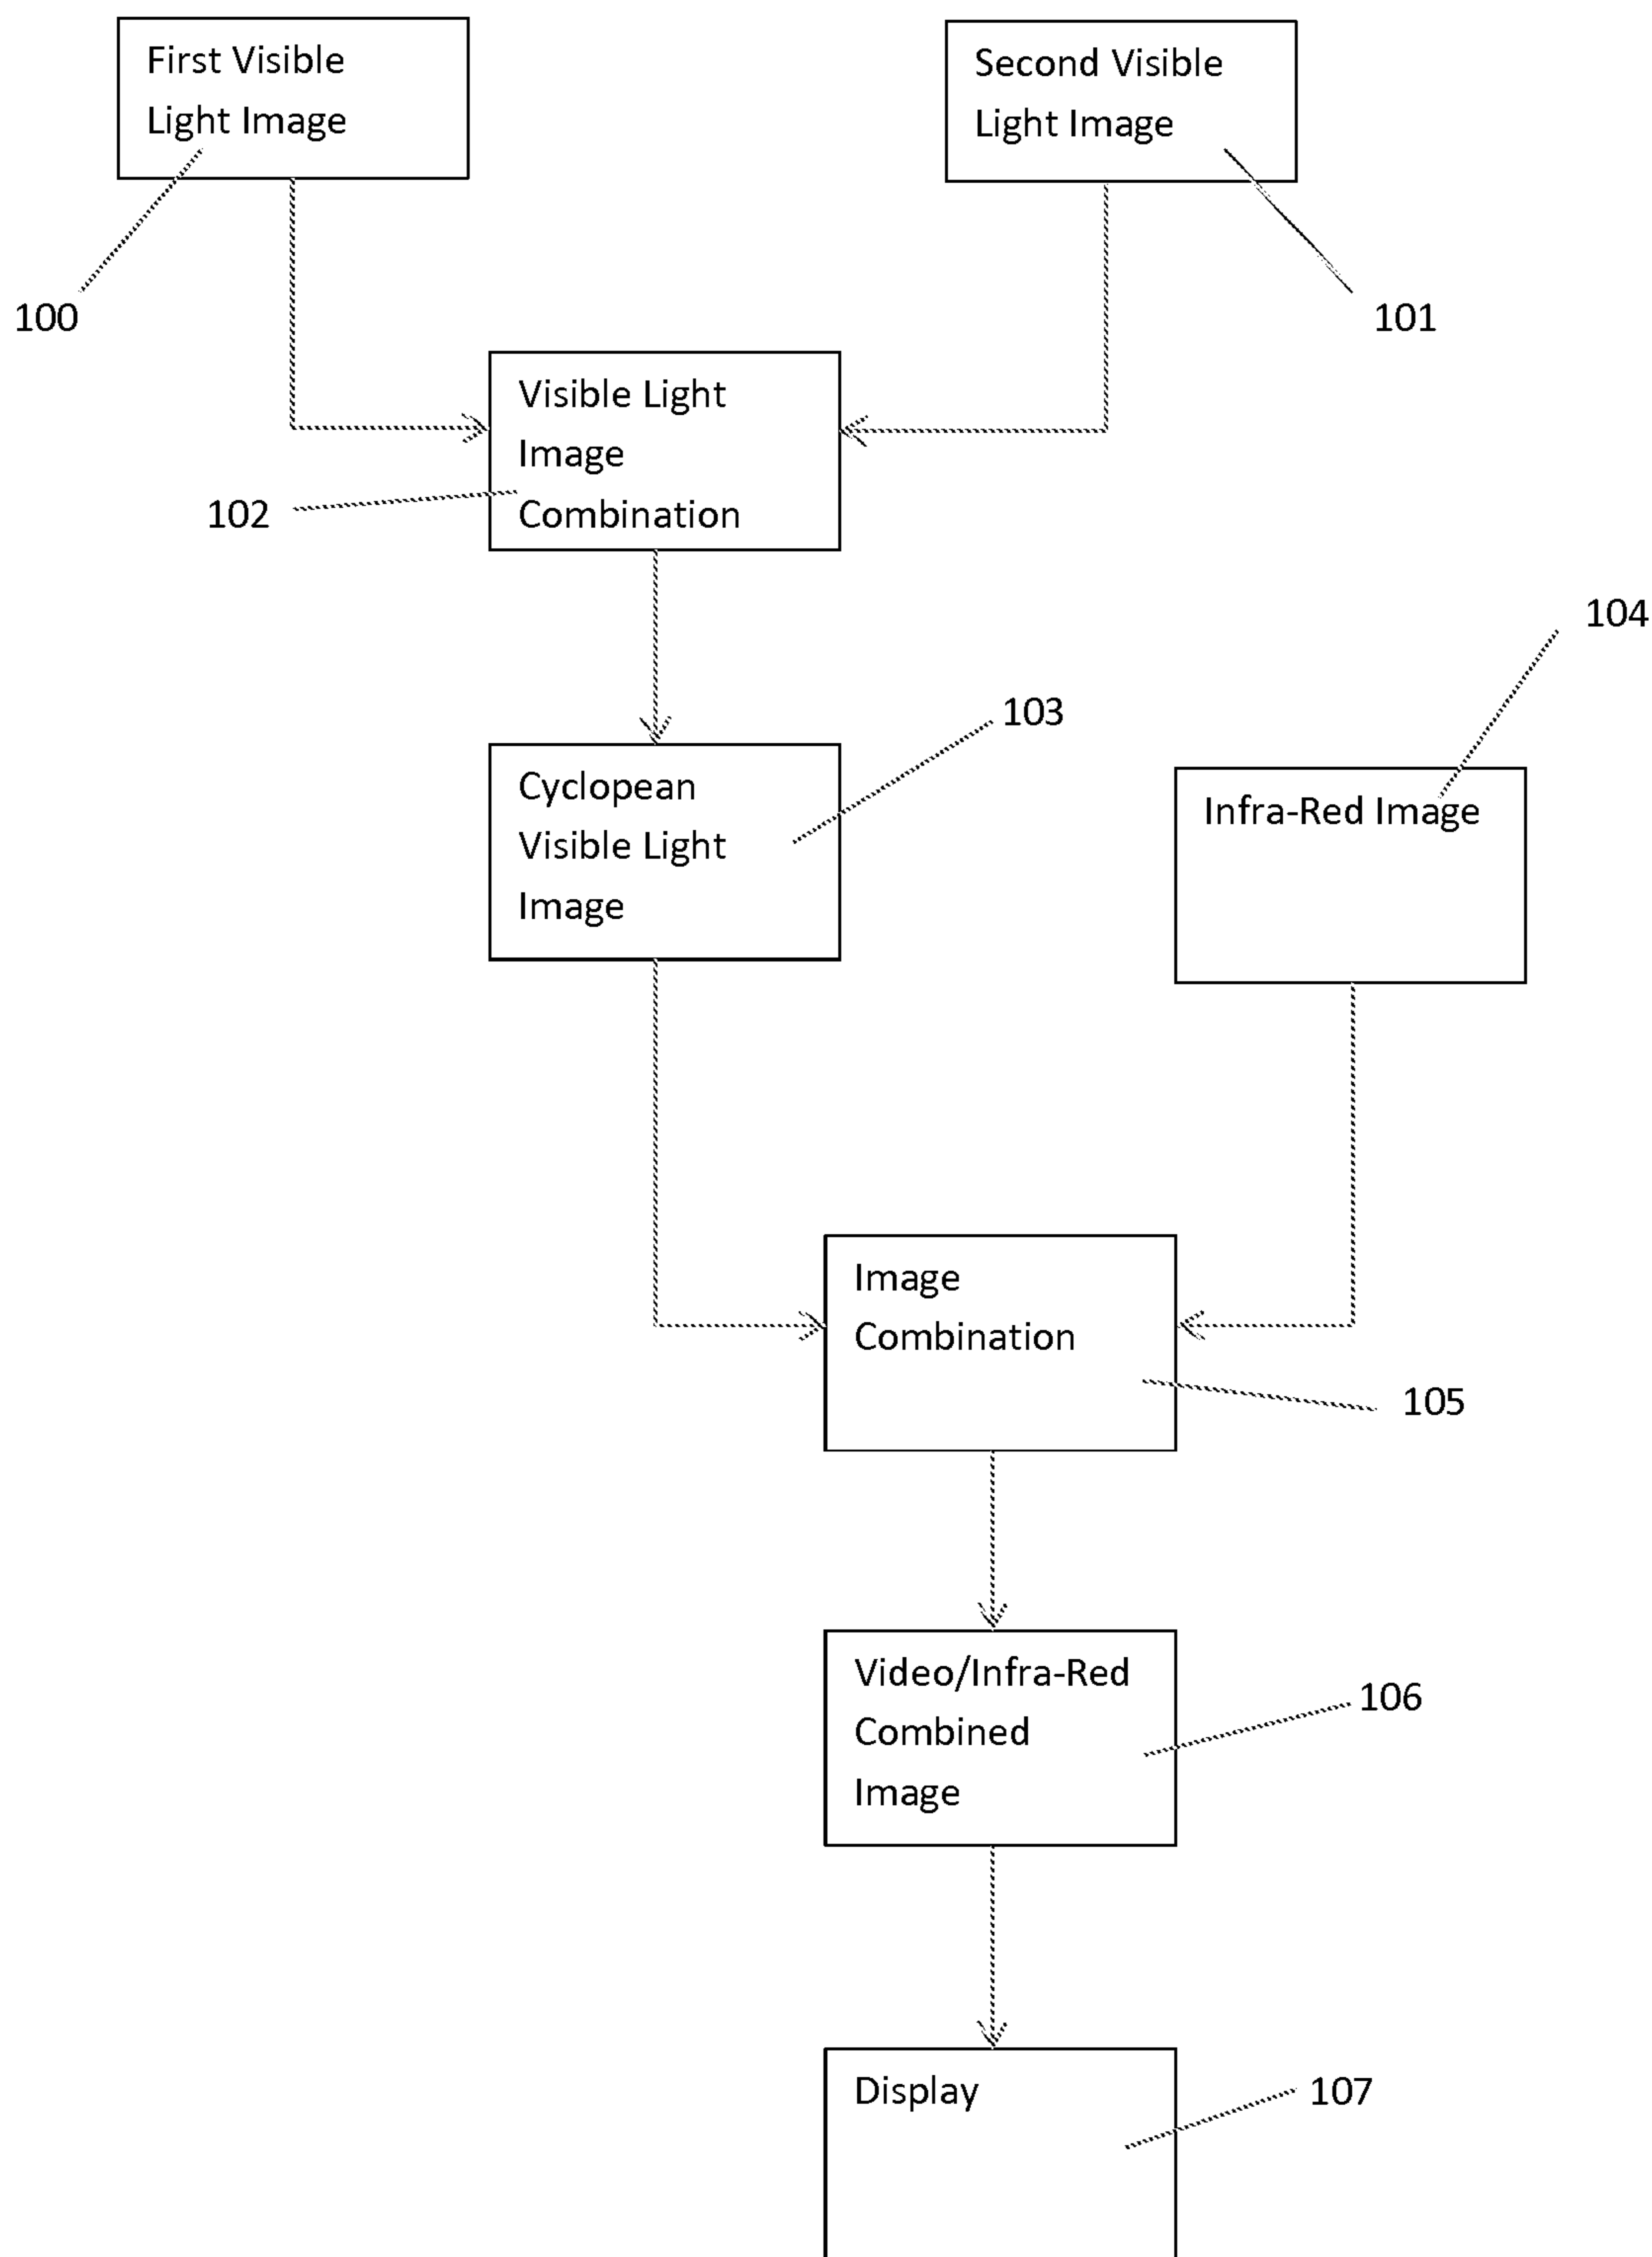 First Visible
Light Image
Second Visible
Light Image
100
101
Visible Light
Image
Combination
102
104
103
Cyclopean
Visible Light
Image
Infra-Red Image
Image
Combination
105
Video/Infra-Red
Combined
Image
106
Display
107